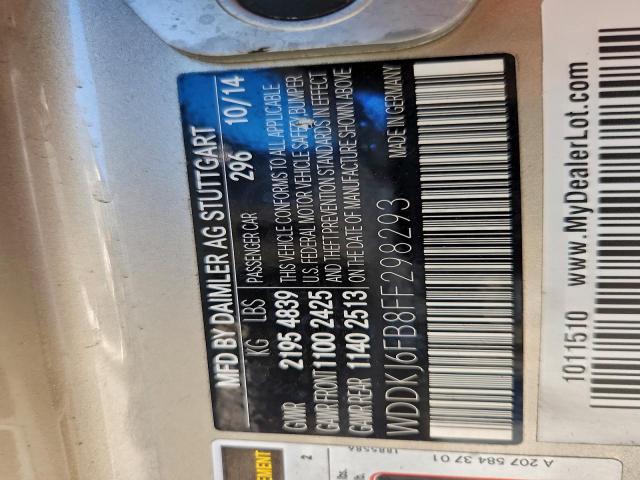 MFD BY DAIMLER AG STUTTGART
296 10/14
KG LBS PASSENGER CAR
GVWR 2195 4839
GAWR FRONT 1100 2425
GAWR REAR 1140 2513
THIS VEHICLE CONFORMS TO ALL APPLICABLE
U.S. FEDERAL MOTOR VEHICLE SAFETY, BUMPER
AND THEFT PREVENTION STANDARDS IN EFFECT
ON THE DATE OF MANUFACTURE SHOWN ABOVE
WDDKJ6FB8FF298293
MADE IN GERMANY
1011510 www.MyDealerLot.com
EMENT
2
A 207 584 37 01
lbs.